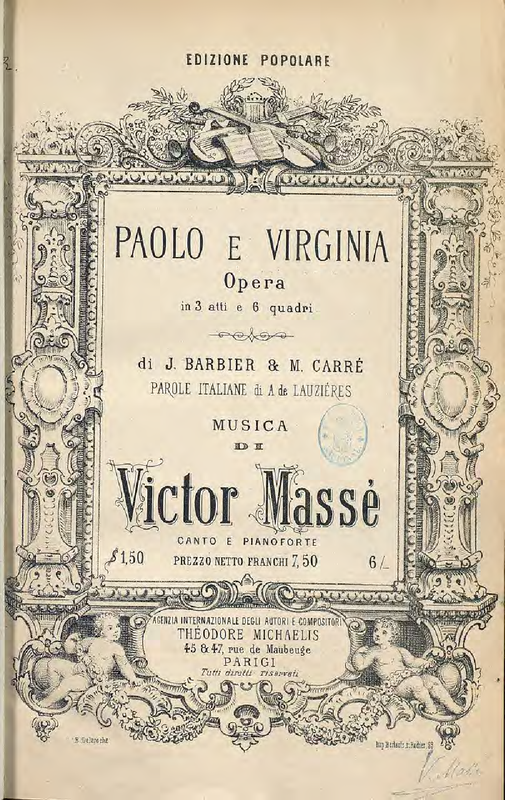 EDIZIONE POPOLARE
PAOLO E VIRGINIA
Opera
in 3 atti e 6 quadri
di J. BARBIER & M. CARRÉ
PAROLE ITALIANE di A de LAUZIÉRES
MUSICA
DI
Victor Massé
CANTO E PIANOFORTE
$1,50 PREZZO NETTO FRANCHI 7,50 6/-
AGENZIA INTERNAZIONALE DEGLI AUTORI E COMPOSITORI
THÉODORE MICHAELIS
45 & 47, rue de Maubeuge
PARIGI
Tutti diritti riservati